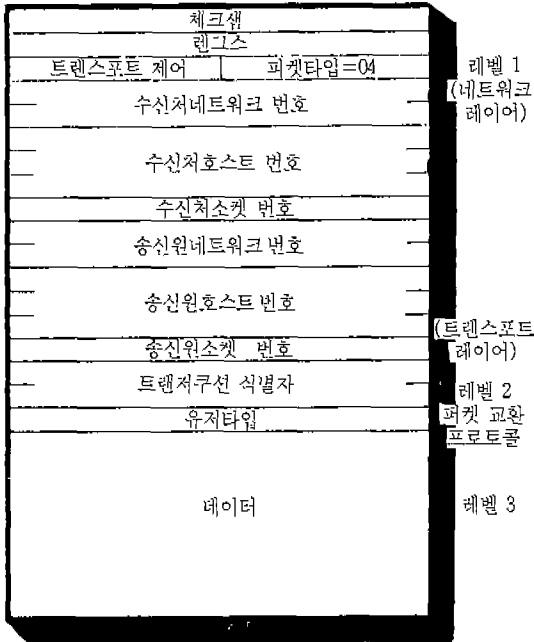 체크샘
렌그스
트랜스포트 제어 패킷타입=04
수신처네트워크 번호
수신처호스트 번호
수신처소켓 번호
송신원네트워크 번호
송신원호스트 번호
송신원소켓 번호
트랜저쿠션 식별자
유저타입
데이터
레벨 1
(네트워크
레이어)
(트랜스포트
레이어)
레벨 2
퍼킷 교환
프로토콜
레벨 3